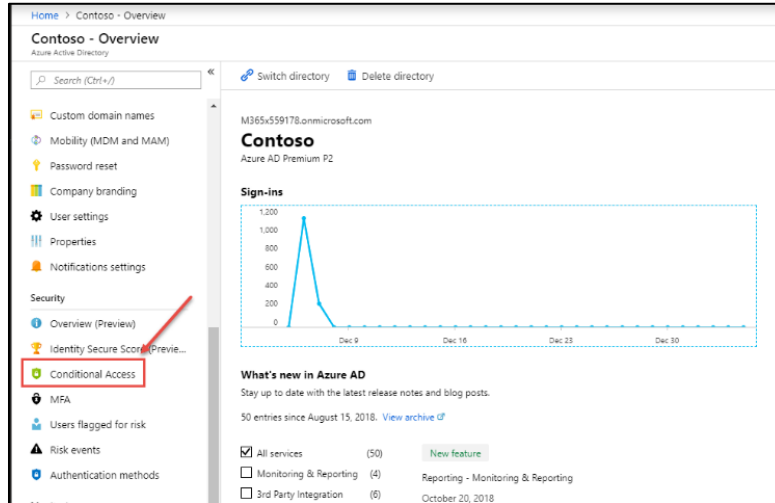 Home > Contoso - Overview
Contoso - Overview
Azure Active Directory
Search (Ctrl+/)
«
Custom domain names
Mobility (MDM and MAM)
Password reset
Company branding
User settings
Properties
Notifications settings
Security
Overview (Preview)
Identity Secure Score (Previe...
Conditional Access
MFA
Users flagged for risk
Risk events
Authentication methods
Switch directory
Delete directory
M365x559178.onmicrosoft.com
Contoso
Azure AD Premium P2
Sign-ins
1,200
1,000
800
600
400
200
0
Dec 9
Dec 16
Dec 23
Dec 30
What's new in Azure AD
Stay up to date with the latest release notes and blog posts.
50 entries since August 15, 2018. View archive
All services (50)
Monitoring & Reporting (4)
3rd Party Integration (6)
New feature
Reporting - Monitoring & Reporting
October 20, 2018